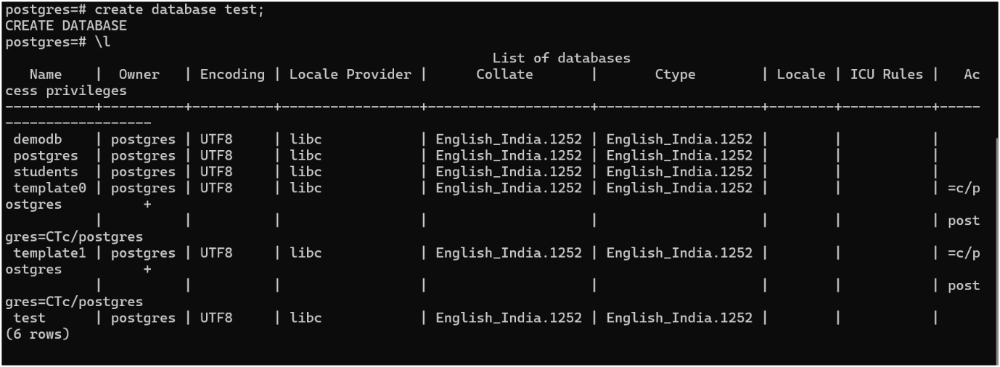 postgres=# create database test;
CREATE DATABASE
postgres=# \l
                                                            List of databases
   Name    |  Owner   | Encoding | Locale Provider |      Collate       |       Ctype        | Locale | ICU Rules |   Ac
cess privileges
-----------+----------+----------+-----------------+--------------------+--------------------+--------+-----------+-----
------------------
 demodb    | postgres | UTF8     | libc            | English_India.1252 | English_India.1252 |        |           |
 postgres  | postgres | UTF8     | libc            | English_India.1252 | English_India.1252 |        |           |
 students  | postgres | UTF8     | libc            | English_India.1252 | English_India.1252 |        |           |
 template0 | postgres | UTF8     | libc            | English_India.1252 | English_India.1252 |        |           | =c/p
ostgres          +
           |          |          |                 |                    |                    |        |           | post
gres=CTc/postgres
 template1 | postgres | UTF8     | libc            | English_India.1252 | English_India.1252 |        |           | =c/p
ostgres          +
           |          |          |                 |                    |                    |        |           | post
gres=CTc/postgres
 test      | postgres | UTF8     | libc            | English_India.1252 | English_India.1252 |        |           |
(6 rows)